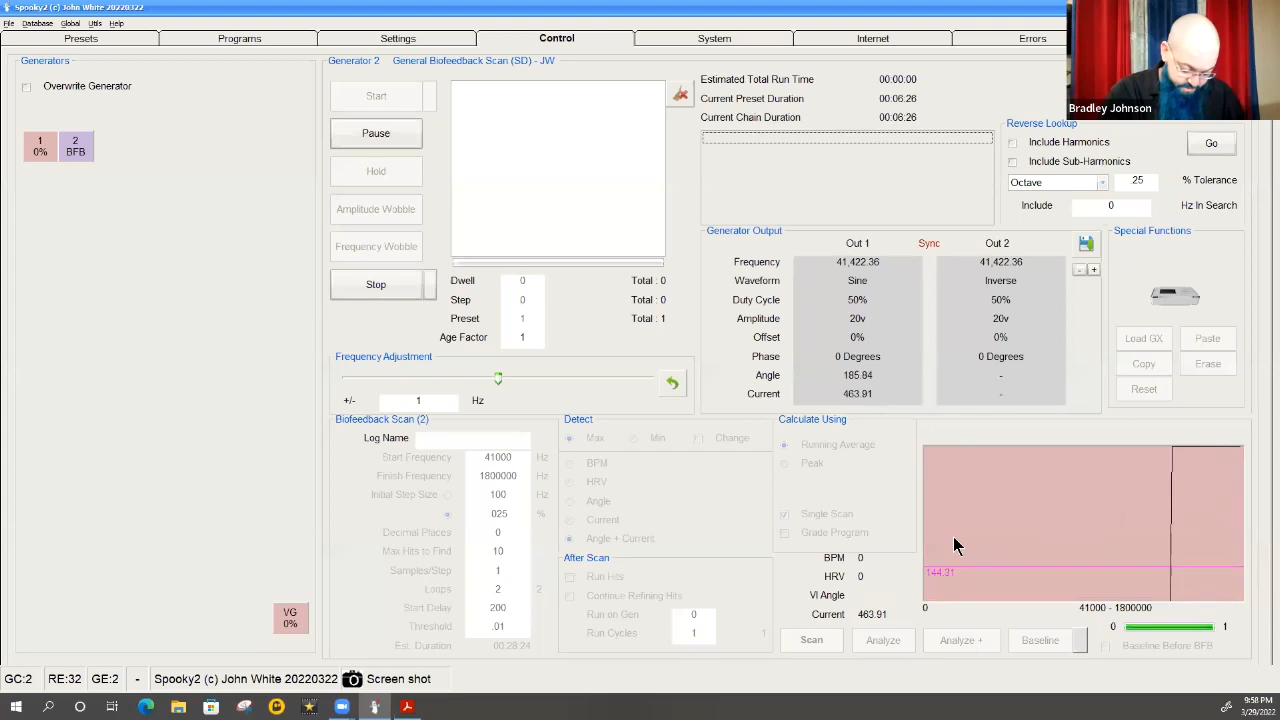 Spooky2 (c) John White 20220322
File Database Global Utils Help
Presets Programs Settings Control System Internet Errors
Generators
Overwrite Generator
1
0%
2
BFB
VG
0%
Generator 2 General Biofeedback Scan (SD) - JW
Start
Pause
Hold
Amplitude Wobble
Frequency Wobble
Stop
Dwell 0 Total : 0
Step 0 Total : 0
Preset 1 Total : 1
Age Factor 1
Estimated Total Run Time 00:00:00
Current Preset Duration 00:06:26
Current Chain Duration 00:06:26
Bradley Johnson
Reverse Lookup
Include Harmonics
Go
Include Sub-Harmonics
Octave .25 % Tolerance
Include 0 Hz In Search
Generator Output
Out 1 Sync Out 2
Frequency 41,422.36 41,422.36
Waveform Sine Inverse
Duty Cycle 50% 50%
Amplitude 20v 20v
Offset 0% 0%
Phase 0 Degrees 0 Degrees
Angle 185.84 -
Current 463.91 -
- +
Special Functions
Load GX Paste
Copy Erase
Reset
Frequency Adjustment
+/- 1 Hz
Biofeedback Scan (2)
Log Name
Start Frequency 41000 Hz
Finish Frequency 1800000 Hz
Initial Step Size 100 Hz
025 %
Decimal Places 0
Max Hits to Find 10
Samples/Step 1
Loops 2 2
Start Delay 200
Threshold .01
Est. Duration 00:28:24
Detect
Max Min Change
BPM
HRV
Angle
Current
Angle + Current
After Scan
Run Hits
Continue Refining Hits
Run on Gen 0
Run Cycles 1 1
Calculate Using
Running Average
Peak
Single Scan
Grade Program
BPM 0
HRV 0
VI Angle
Current 463.91
144.31
0 41000 - 1800000
0 1
Scan Analyze Analyze + Baseline Baseline Before BFB
GC:2 RE:32 GE:2 - Spooky2 (c) John White 20220322 Screen shot
9:58 PM
3/29/2022